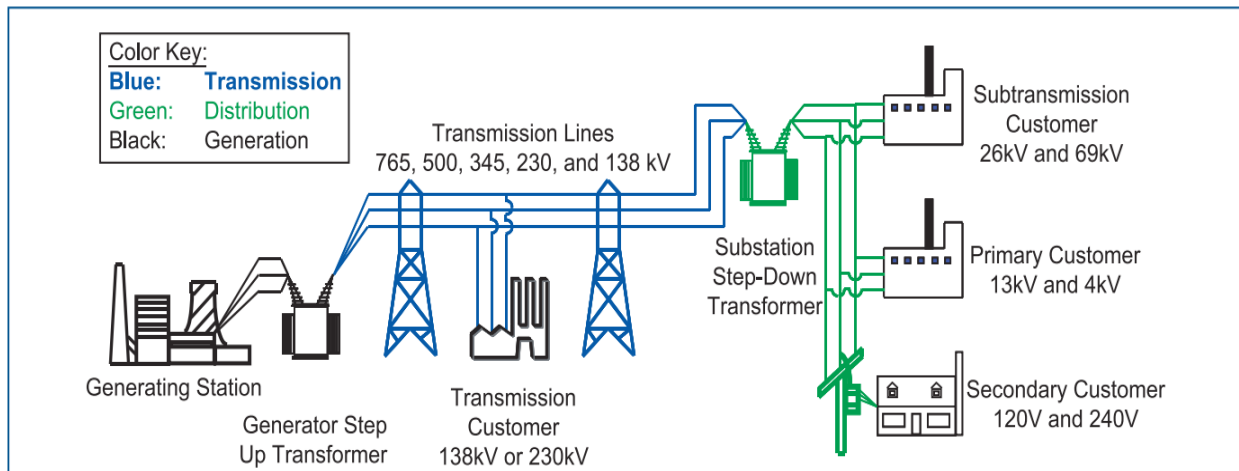 Color Key:
Blue: Transmission
Green: Distribution
Black: Generation
Transmission Lines
765, 500, 345, 230, and 138 kV
Subtransmission
Customer
26kV and 69kV
Substation
Step-Down
Transformer
Primary Customer
13kV and 4kV
Generating Station
Generator Step
Up Transformer
Transmission
Customer
138kV or 230kV
Secondary Customer
120V and 240V